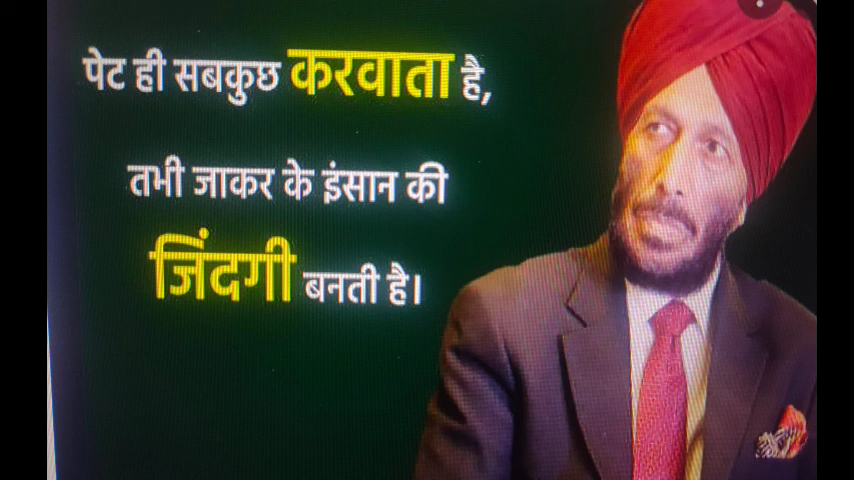 पेट ही सबकुछ करवाता है,
तभी जाकर के इंसान की
जिंदगी बनती है।